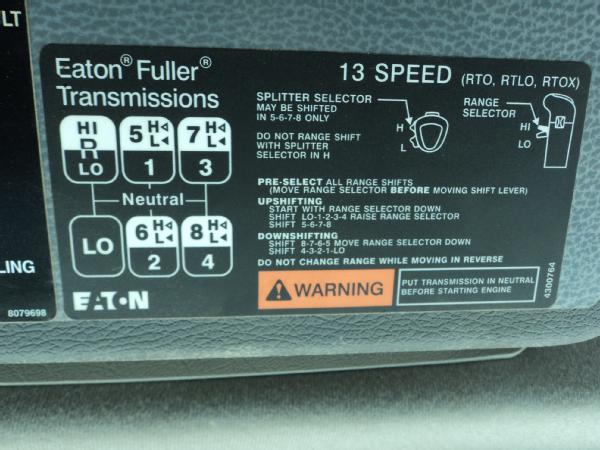 ULT
Eaton® Fuller®
Transmissions
13 SPEED (RTO, RTLO, RTOX)
SPLITTER SELECTOR
MAY BE SHIFTED
IN 5-6-7-8 ONLY
DO NOT RANGE SHIFT
WITH SPLITTER
SELECTOR IN H
H
L
RANGE
SELECTOR
HI
LO
HI
R
LO
5 H
L
1
7 H
L
3
Neutral
LO
6 H
L
2
8 H
L
4
PRE-SELECT ALL RANGE SHIFTS
(MOVE RANGE SELECTOR BEFORE MOVING SHIFT LEVER)
UPSHIFTING
START WITH RANGE SELECTOR DOWN
SHIFT LO-1-2-3-4 RAISE RANGE SELECTOR
SHIFT 5-6-7-8
DOWNSHIFTING
SHIFT 8-7-6-5 MOVE RANGE SELECTOR DOWN
SHIFT 4-3-2-1-LO
DO NOT CHANGE RANGE WHILE MOVING IN REVERSE
WARNING
PUT TRANSMISSION IN NEUTRAL
BEFORE STARTING ENGINE
4300764
EATON
LING
8079698